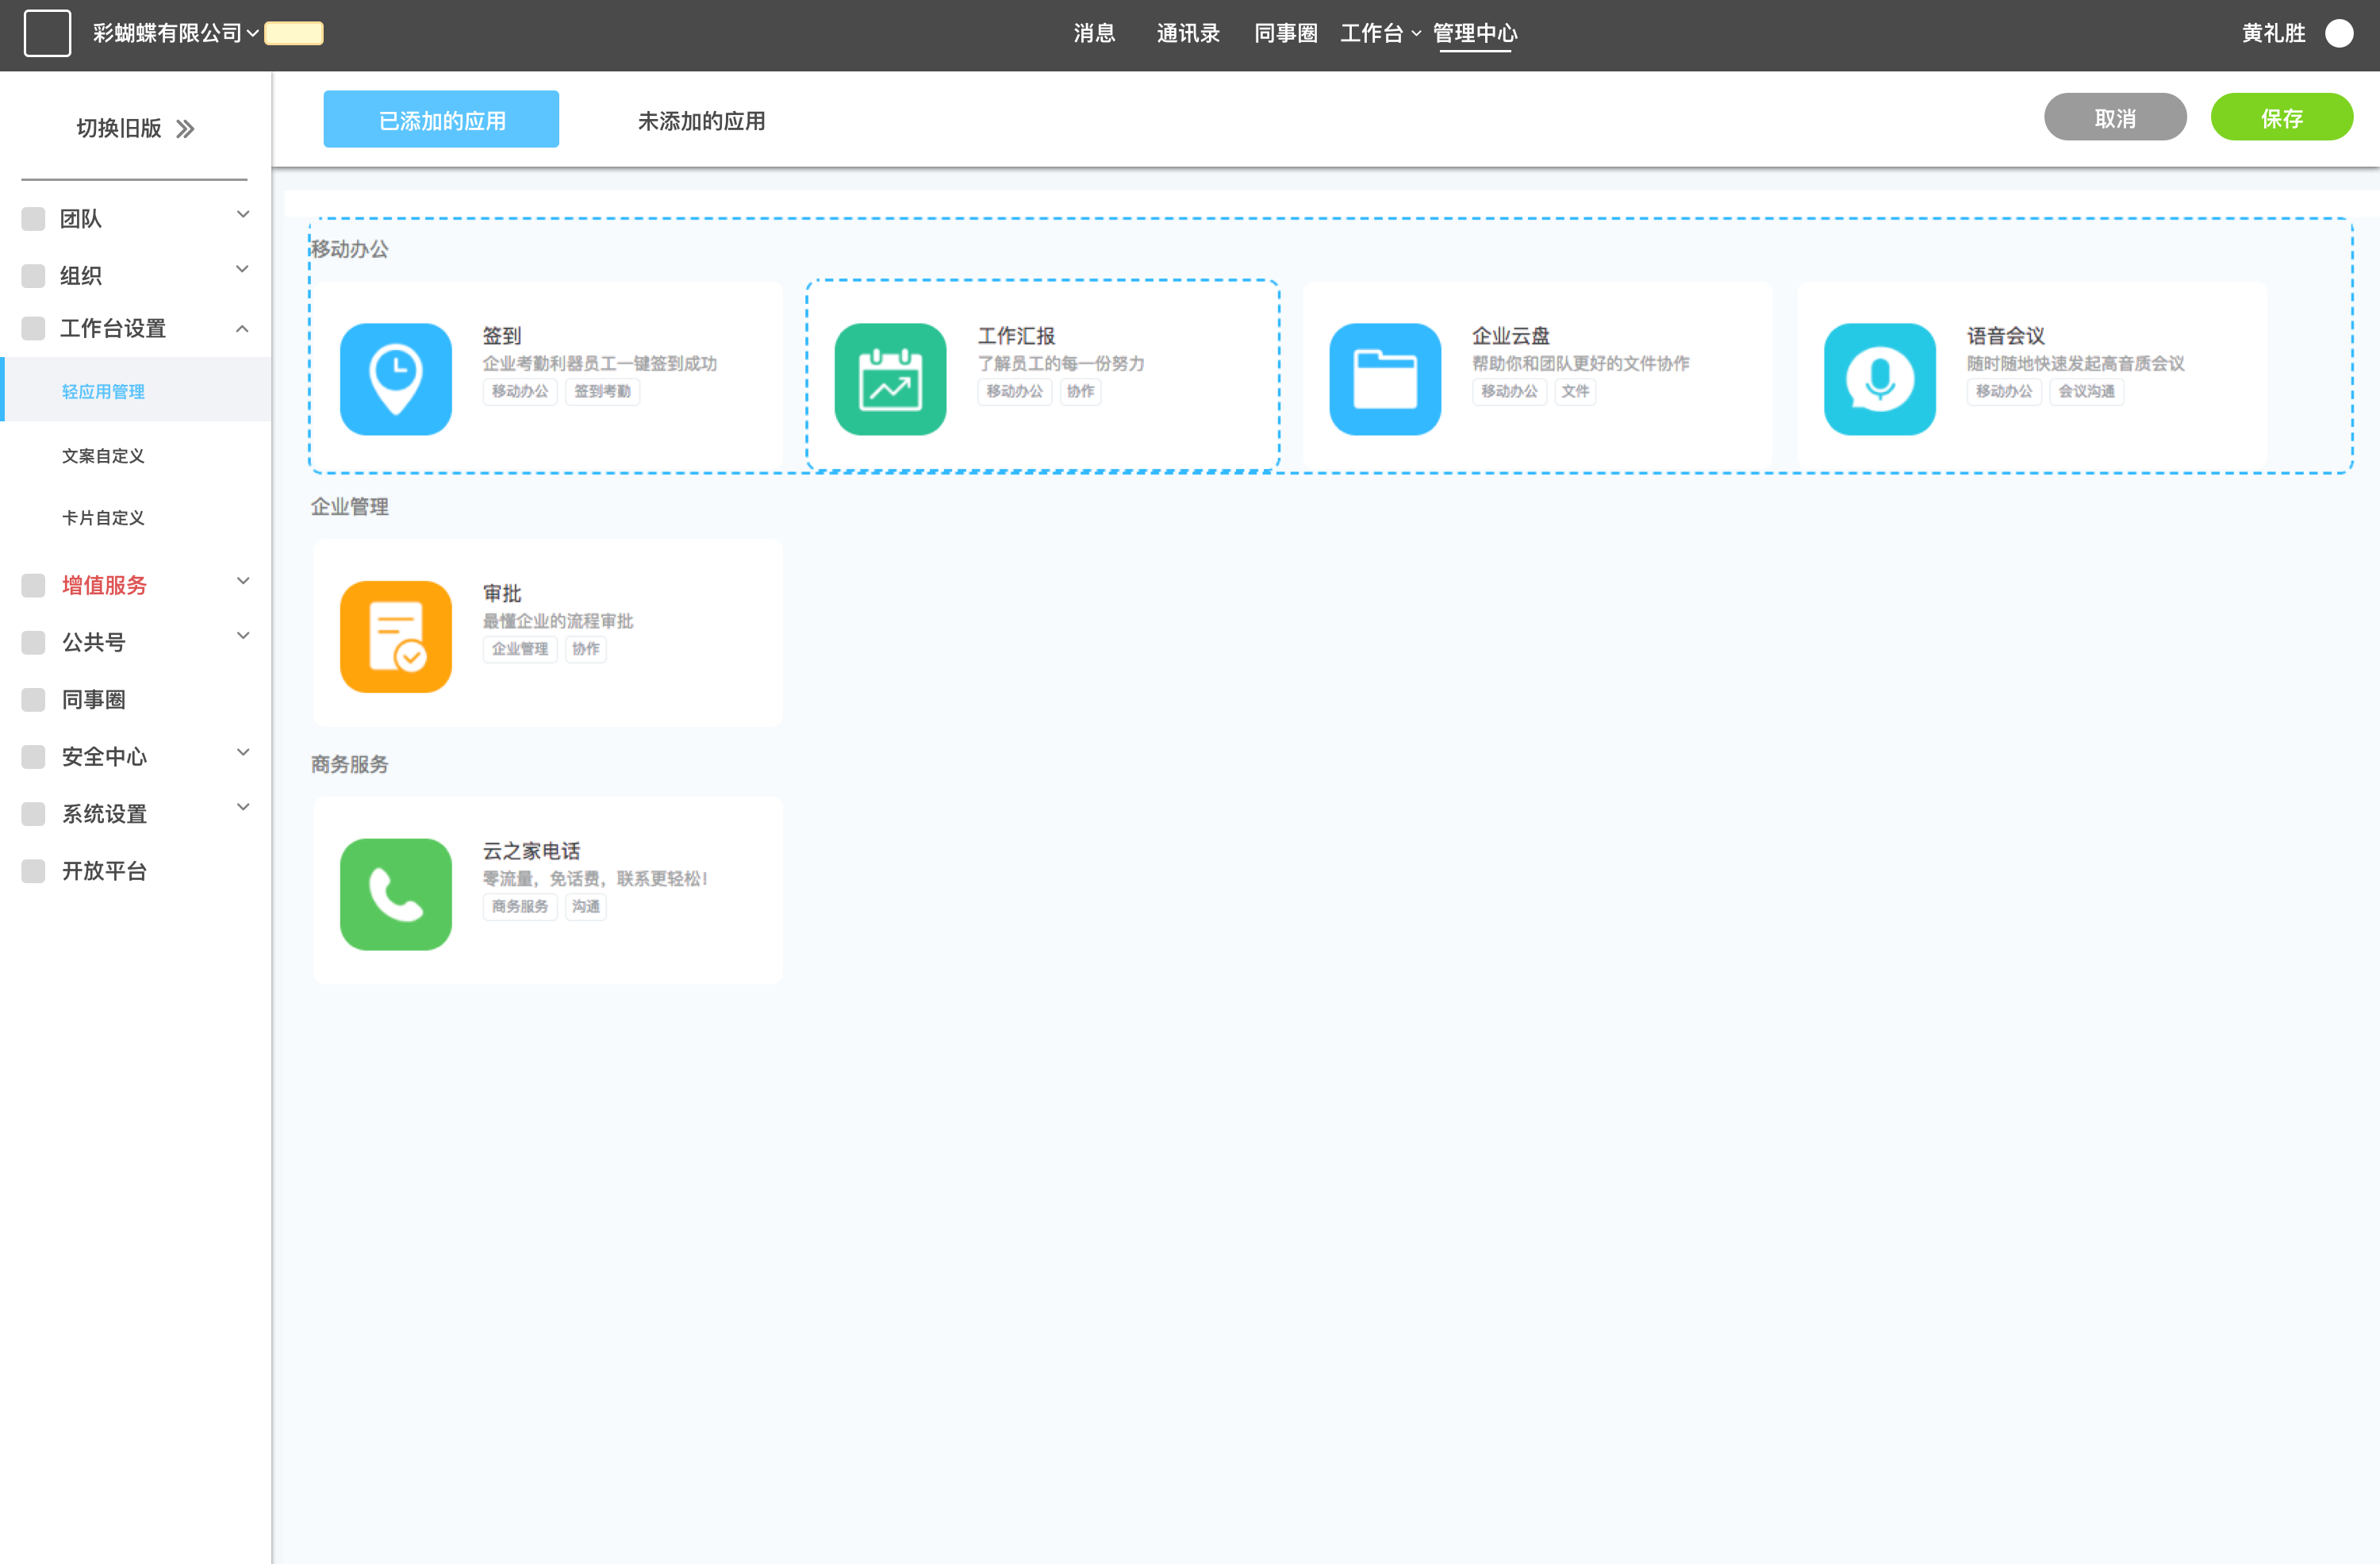 彩蝴蝶有限公司
消息 通讯录 同事圈 工作台 管理中心
黄礼胜
切换旧版
团队
组织
工作台设置
轻应用管理
文案自定义
卡片自定义
增值服务
公共号
同事圈
安全中心
系统设置
开放平台
已添加的应用 未添加的应用
取消 保存
移动办公
签到
企业考勤利器员工一键签到成功
移动办公 签到考勤
工作汇报
了解员工的每一份努力
移动办公 协作
企业云盘
帮助你和团队更好的文件协作
移动办公 文件
语音会议
随时随地快速发起高音质会议
移动办公 会议沟通
企业管理
审批
最懂企业的流程审批
企业管理 协作
商务服务
云之家电话
零流量，免话费，联系更轻松!
商务服务 沟通